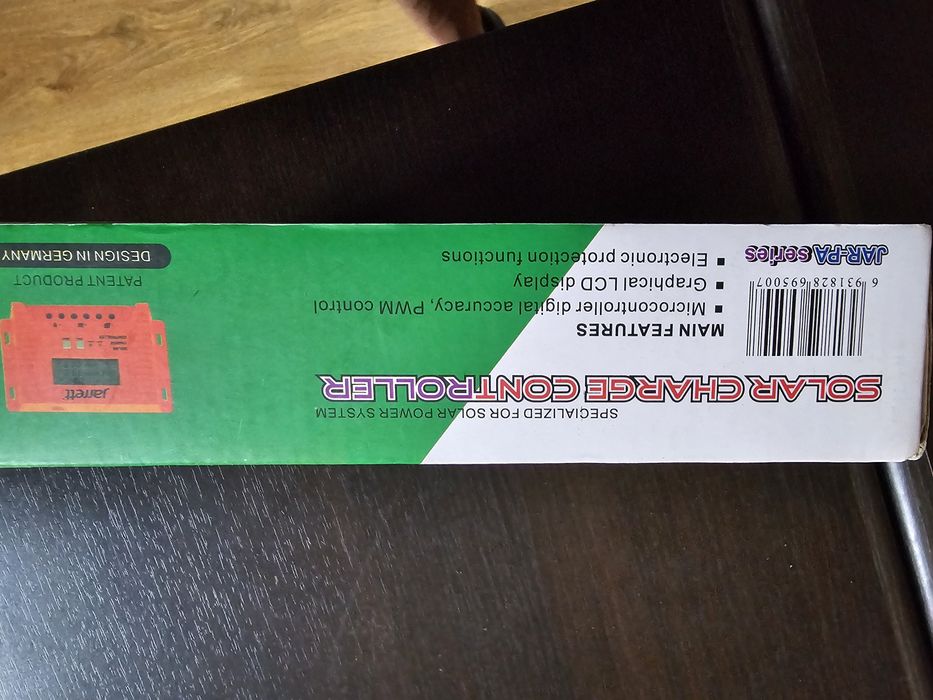 SPECIALIZED FOR SOLAR POWER SYSTEM
SOLAR CHARGE CONTROLLER
MAIN FEATURES
■ Microcontroller digital accuracy, PWM control
■ Graphical LCD display
■ Electronic protection functions
6 931828 695007
JAR-PA series
Jarrett
PATENT PRODUCT
DESIGN IN GERMANY